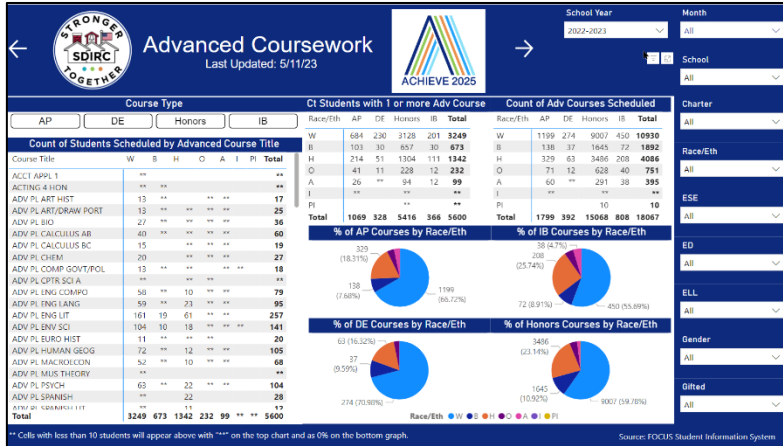 STRONGER
SDIRC
TOGETHER
Advanced Coursework
Last Updated: 5/11/23
ACHIEVE 2025
School Year
2022-2023
Month
All
School
All
Charter
All
Race/Eth
All
ESE
All
ED
All
ELL
All
Gender
All
Gifted
All
Course Type
AP DE Honors IB
Count of Students Scheduled by Advanced Course Title
Course Title W B H O A I PI Total
ACCT APPL 1 ** **
ACTING 4 HON ** ** **
ADV PL ART HIST 13 ** ** ** 17
ADV PL ART/DRAW PORT 13 ** ** ** ** 25
ADV PL BIO 27 ** ** ** ** 36
ADV PL CALCULUS AB 40 ** ** ** ** 60
ADV PL CALCULUS BC 15 ** ** ** 19
ADV PL CHEM 20 ** ** 27
ADV PL COMP GOVT/POL 13 ** ** ** ** 18
ADV PL CPTR SCI A ** ** ** **
ADV PL ENG COMPO 58 ** 10 ** ** 79
ADV PL ENG LANG 59 ** 23 ** ** 95
ADV PL ENG LIT 161 19 61 ** ** 257
ADV PL ENV SCI 104 10 18 ** ** ** 141
ADV PL EURO HIST 11 ** ** ** 20
ADV PL HUMAN GEOG 72 ** 12 ** ** 105
ADV PL MACROECON 52 ** 10 ** ** 68
ADV PL MUS THEORY ** **
ADV PL PSYCH 63 ** 22 ** ** 104
ADV PL SPANISH ** 22 28
ADV PL SPANISH LIT ** 11 12
Total 3249 673 1342 232 99 ** ** 5600
Ct Students with 1 or more Adv Course
Race/Eth AP DE Honors IB Total
W 684 230 3128 201 3249
B 103 30 657 30 673
H 214 51 1304 111 1342
O 41 11 228 12 232
A 26 ** 94 12 99
I ** ** **
PI ** **
Total 1069 328 5416 366 5600
Count of Adv Courses Scheduled
Race/Eth AP DE Honors IB Total
W 1199 274 9007 450 10930
B 138 37 1645 72 1892
H 329 63 3486 208 4086
O 71 12 628 40 751
A 60 ** 291 38 395
I ** ** **
PI 10 10
Total 1799 392 15068 808 18067
% of AP Courses by Race/Eth
329
(18.31%)
138
(7.68%)
1199
(66.72%)
% of IB Courses by Race/Eth
38 (4.7%)
208
(25.74%)
72 (8.91%)
450 (55.69%)
% of DE Courses by Race/Eth
63 (16.32%)
37
(9.59%)
274 (70.98%)
% of Honors Courses by Race/Eth
3486
(23.14%)
1645
(10.92%)
9007 (59.78%)
Race/Eth W B H O A I PI
** Cells with less than 10 students will appear above with "**" on the top chart and as 0% on the bottom graph.
Source: FOCUS Student Information System